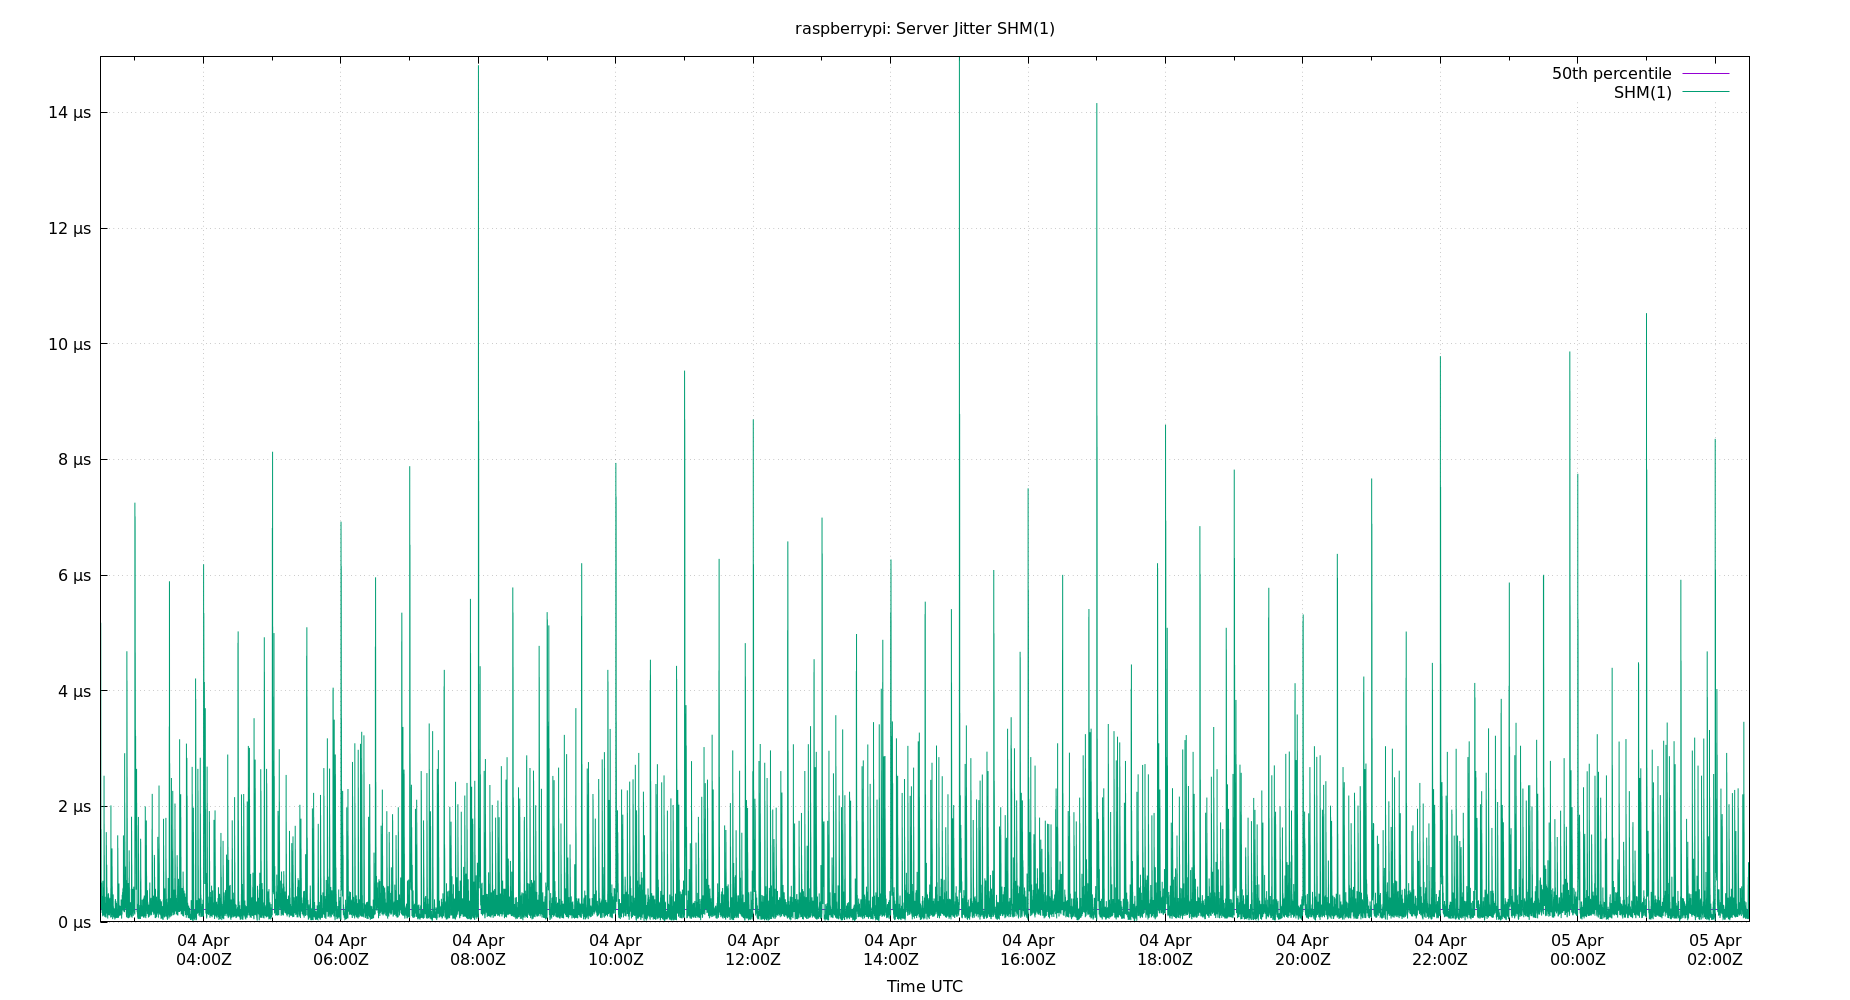 raspberrypi: Server Jitter SHM(1)
50th percentile
SHM(1)
14 µs
12 µs
10 µs
8 µs
6 µs
4 µs
2 µs
0 µs
04 Apr 04 Apr 04 Apr 04 Apr 04 Apr 04 Apr 04 Apr 04 Apr 04 Apr 04 Apr 05 Apr 05 Apr
04:00Z 06:00Z 08:00Z 10:00Z 12:00Z 14:00Z 16:00Z 18:00Z 20:00Z 22:00Z 00:00Z 02:00Z
Time UTC